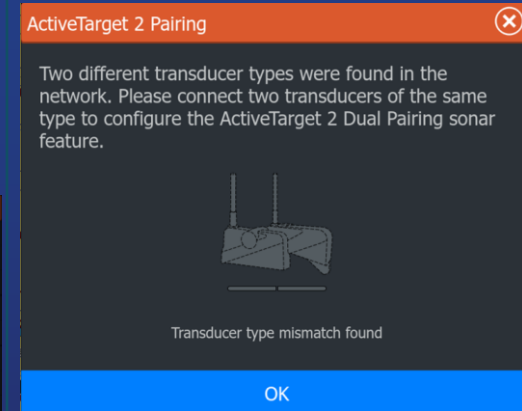 ActiveTarget 2 Pairing
Two different transducer types were found in the
network. Please connect two transducers of the same
type to configure the ActiveTarget 2 Dual Pairing sonar
feature.
Transducer type mismatch found
OK